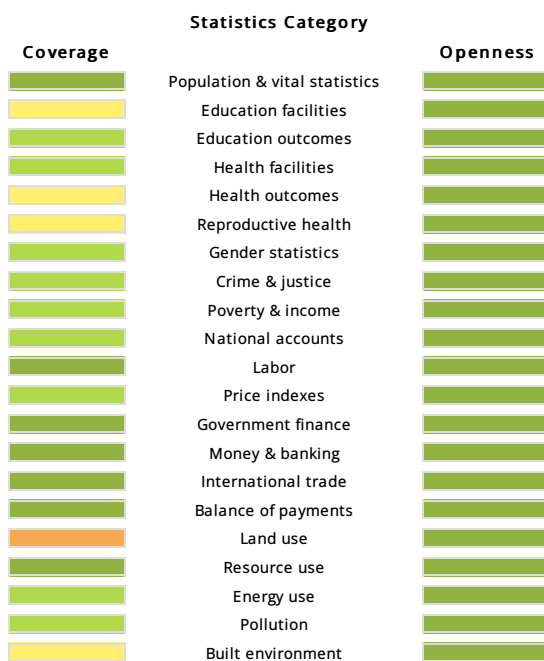 Statistics Category
Coverage Openness
Population & vital statistics
Education facilities
Education outcomes
Health facilities
Health outcomes
Reproductive health
Gender statistics
Crime & justice
Poverty & income
National accounts
Labor
Price indexes
Government finance
Money & banking
International trade
Balance of payments
Land use
Resource use
Energy use
Pollution
Built environment